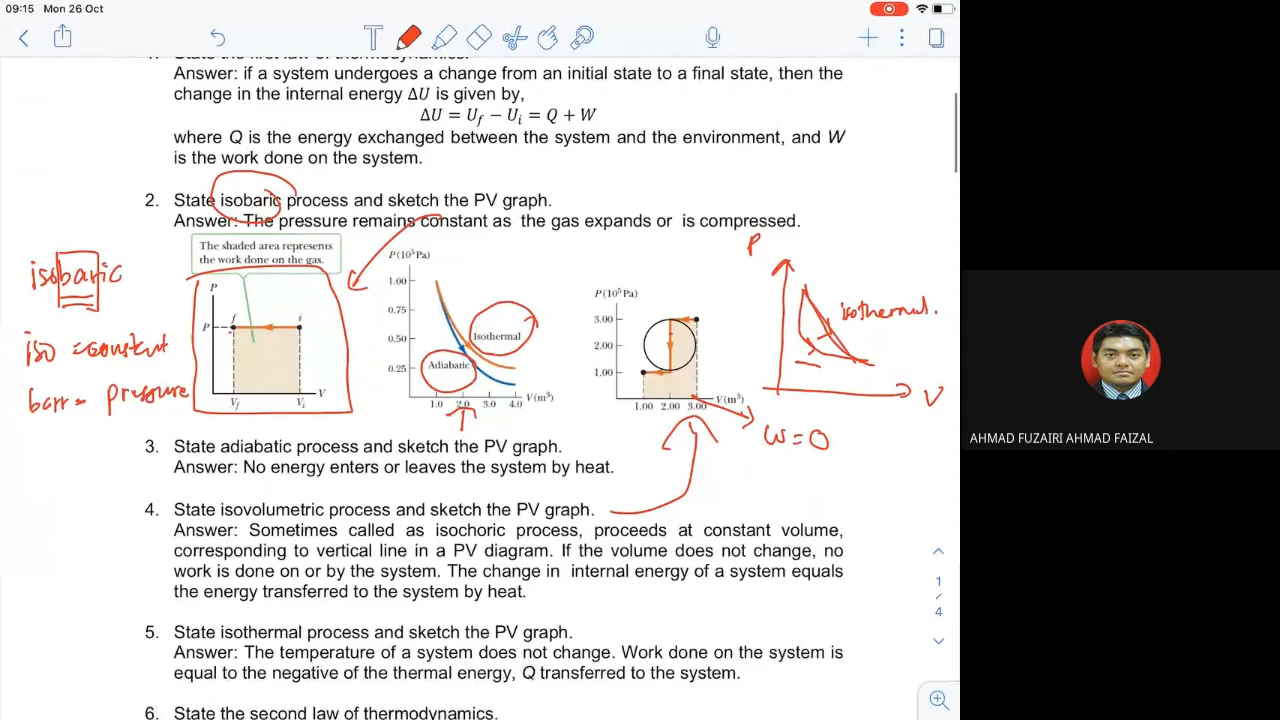 09:15 Mon 26 Oct
1. State the first law of thermodynamics.
Answer: if a system undergoes a change from an initial state to a final state, then the
change in the internal energy ΔU is given by,
ΔU = U_f − U_i = Q + W
where Q is the energy exchanged between the system and the environment, and W
is the work done on the system.
2. State isobaric process and sketch the PV graph.
Answer: The pressure remains constant as the gas expands or is compressed.
The shaded area represents
the work done on the gas.
P
P
f
i
V
V_f
V_i
P (10⁵ Pa)
1.00
0.75
0.50
0.25
Isothermal
Adiabatic
1.0 2.0 3.0 4.0
V(m³)
P (10⁵ Pa)
3.00
2.00
1.00
1.00 2.00 3.00
V(m³)
isobaric
iso = constant
barr = pressure
P
isothermal.
V
W = 0
3. State adiabatic process and sketch the PV graph.
Answer: No energy enters or leaves the system by heat.
4. State isovolumetric process and sketch the PV graph.
Answer: Sometimes called as isochoric process, proceeds at constant volume,
corresponding to vertical line in a PV diagram. If the volume does not change, no
work is done on or by the system. The change in internal energy of a system equals
the energy transferred to the system by heat.
5. State isothermal process and sketch the PV graph.
Answer: The temperature of a system does not change. Work done on the system is
equal to the negative of the thermal energy, Q transferred to the system.
6. State the second law of thermodynamics.
1
/
4
AHMAD FUZAIRI AHMAD FAIZAL